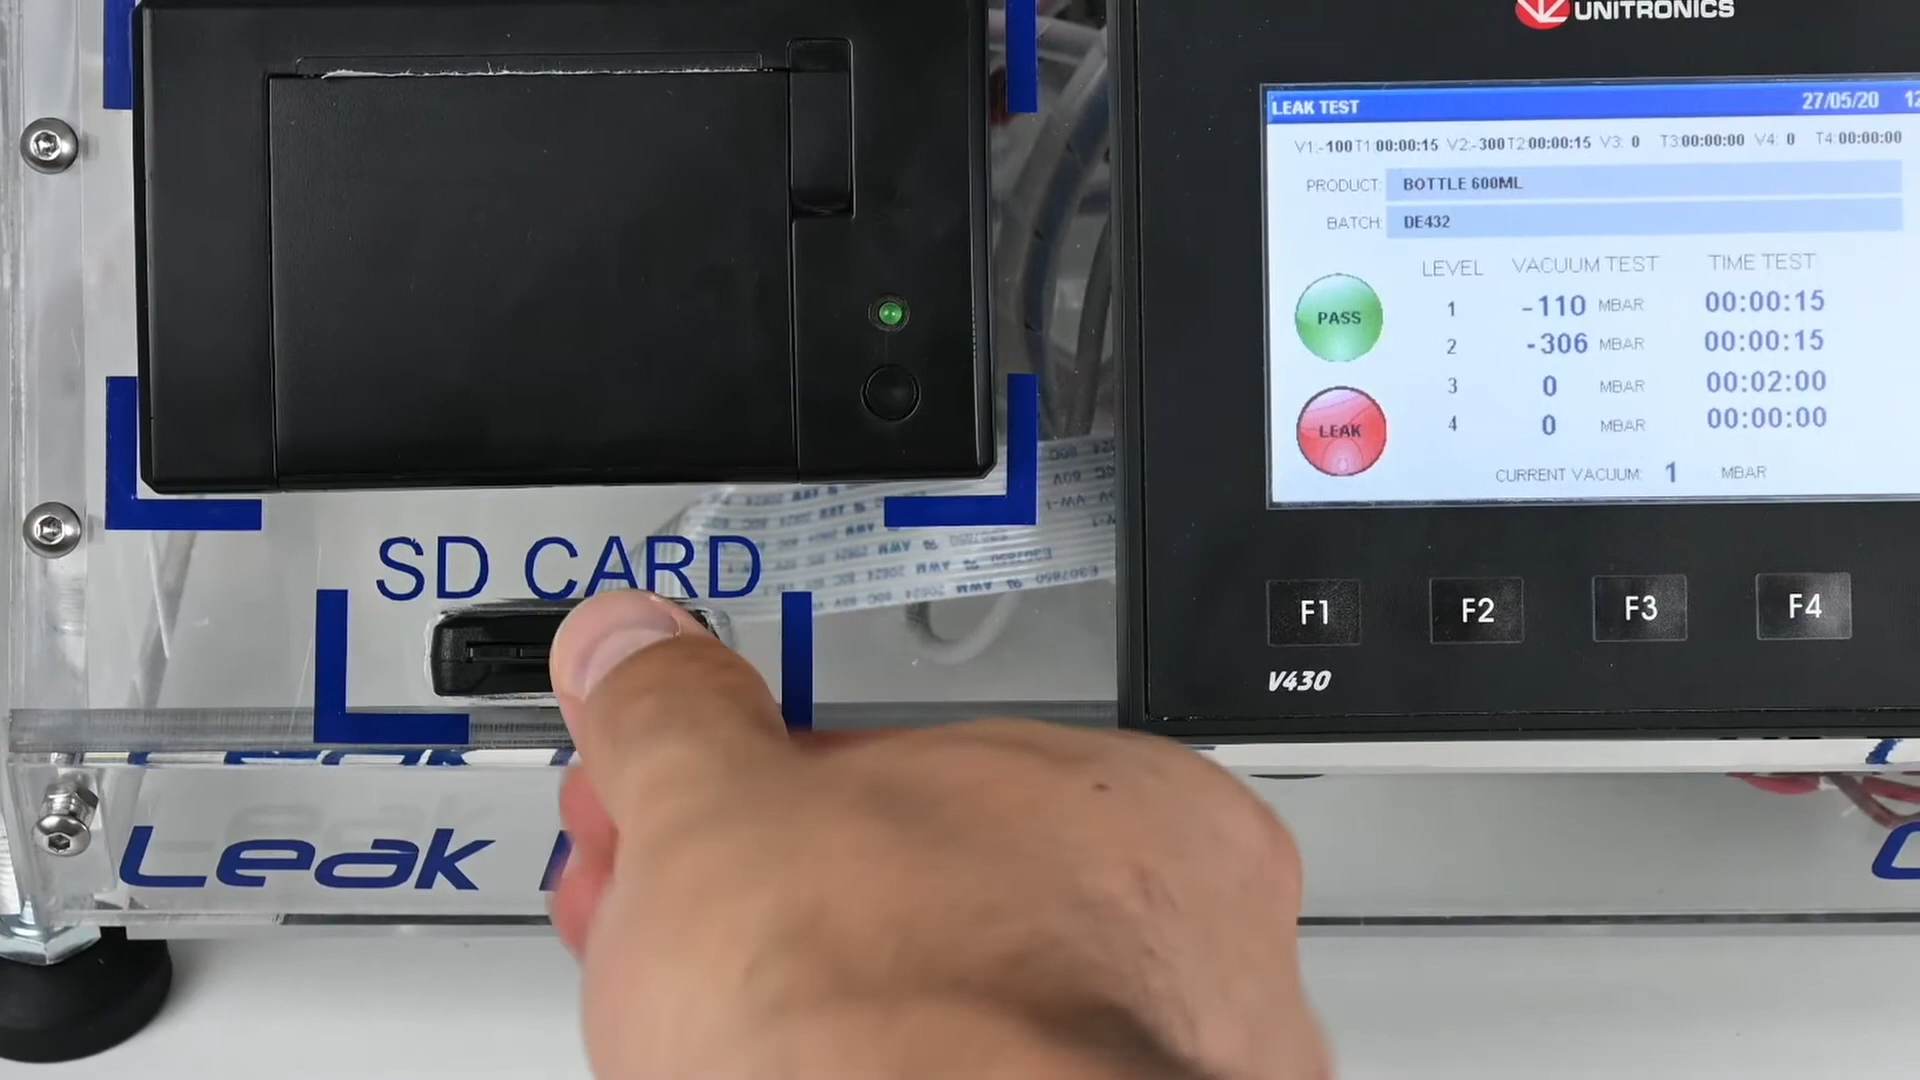 UNITRONICS
LEAK TEST 27/05/20 12
V1:-100 T1:00:00:15 V2:-300 T2:00:00:15 V3: 0 T3:00:00:00 V4: 0 T4:00:00:00
PRODUCT: BOTTLE 600ML
BATCH: DE432
LEVEL VACUUM TEST TIME TEST
PASS
1 -110 MBAR 00:00:15
2 -306 MBAR 00:00:15
LEAK
3 0 MBAR 00:02:00
4 0 MBAR 00:00:00
CURRENT VACUUM: 1 MBAR
SD CARD
F1 F2 F3 F4
V430
Leak